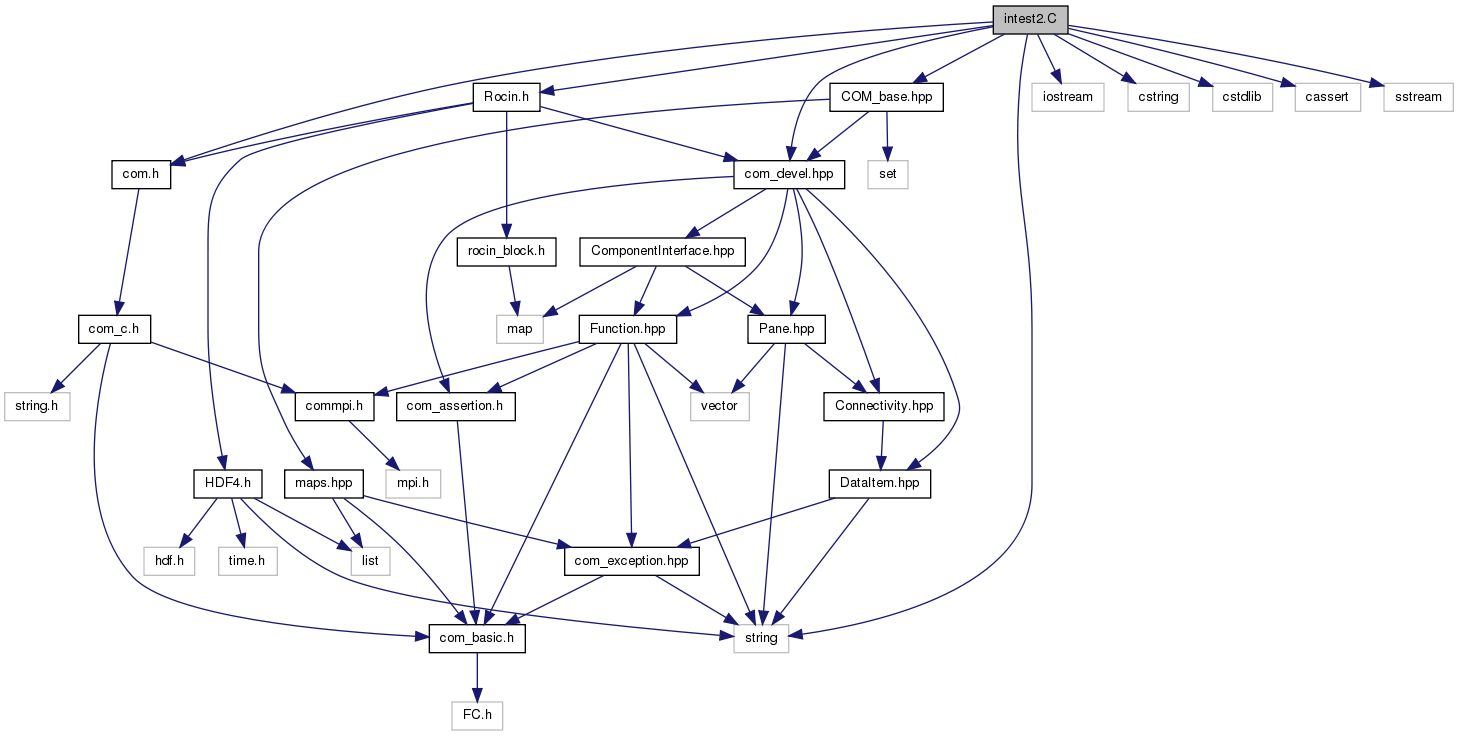 intest2.C
Rocin.h
COM_base.hpp
iostream
cstring
cstdlib
cassert
sstream
com.h
com_devel.hpp
set
rocin_block.h
ComponentInterface.hpp
com_c.h
map
Function.hpp
Pane.hpp
string.h
commpi.h
com_assertion.h
vector
Connectivity.hpp
HDF4.h
maps.hpp
mpi.h
DataItem.hpp
hdf.h
time.h
list
com_exception.hpp
com_basic.h
string
FC.h